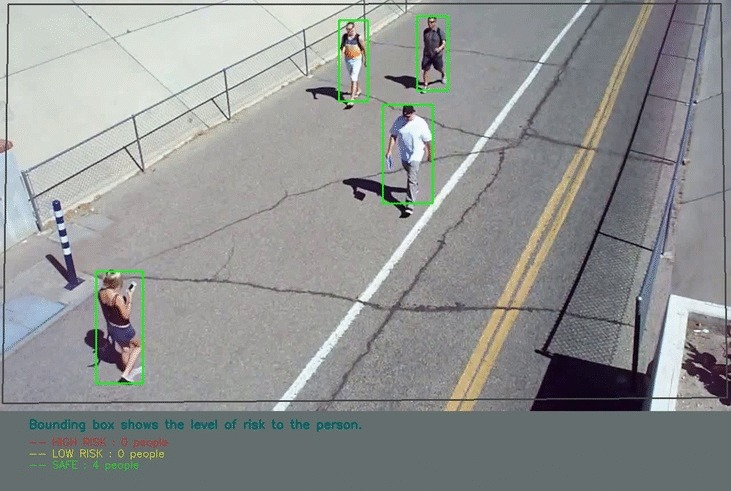 Bounding box shows the level of risk to the person.
-- HIGH RISK : 0 people
-- LOW RISK : 0 people
-- SAFE : 4 people